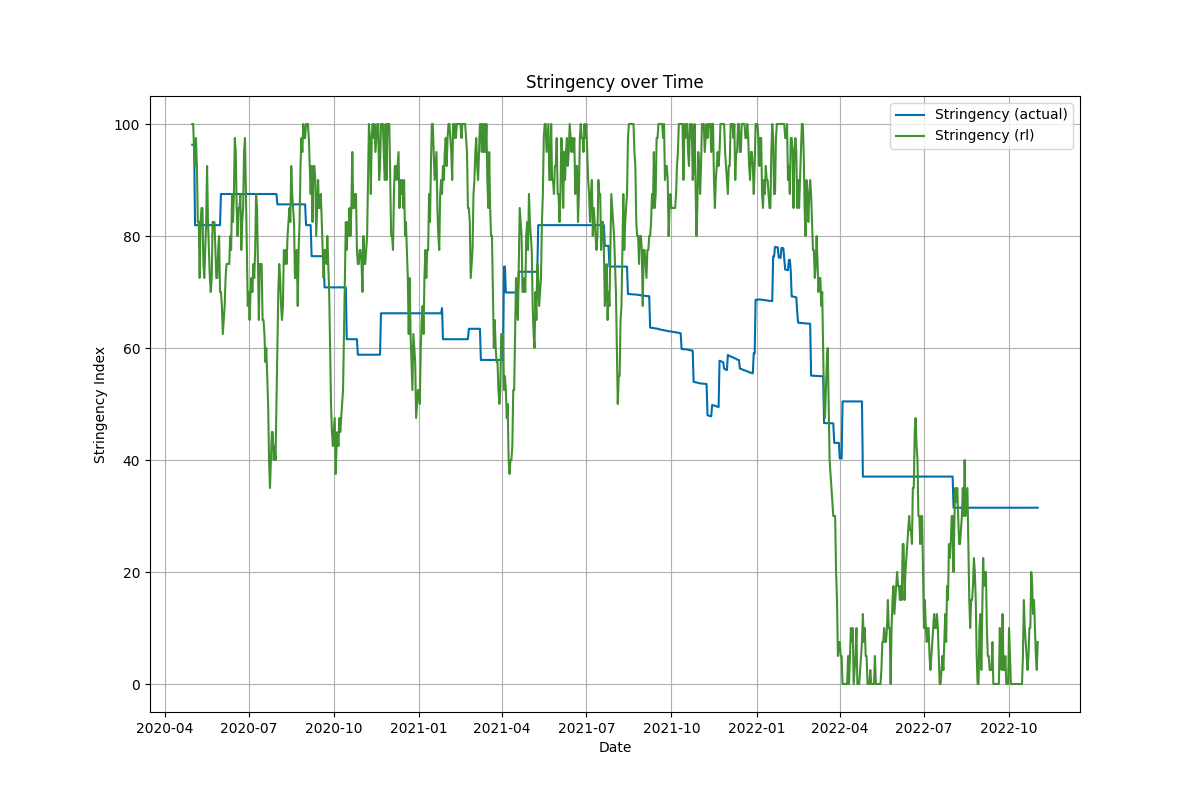 Stringency over Time
Stringency (actual)
Stringency (rl)
Stringency Index
100
80
60
40
20
0
2020-04 2020-07 2020-10 2021-01 2021-04 2021-07 2021-10 2022-01 2022-04 2022-07 2022-10
Date